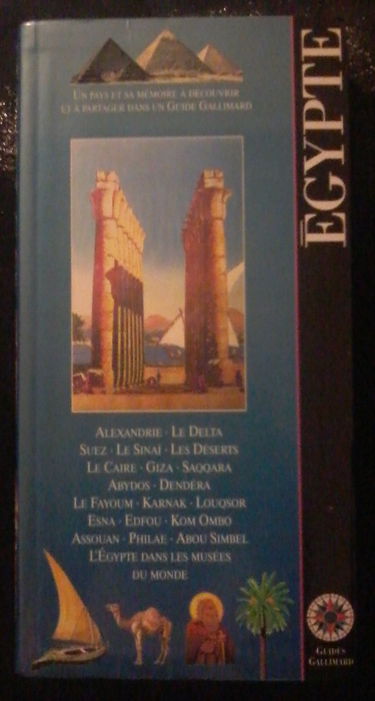 UN PAYS ET SA MÉMOIRE À DÉCOUVRIR
ET À PARTAGER DANS UN GUIDE GALLIMARD
ÉGYPTE
ALEXANDRIE · LE DELTA
SUEZ · LE SINAÏ · LES DÉSERTS
LE CAIRE · GIZA · SAQQARA
ABYDOS · DENDÉRA
LE FAYOUM · KARNAK · LOUQSOR
ESNA · EDFOU · KOM OMBO
ASSOUAN · PHILAE · ABOU SIMBEL
L'ÉGYPTE DANS LES MUSÉES
DU MONDE
GUIDES
GALLIMARD